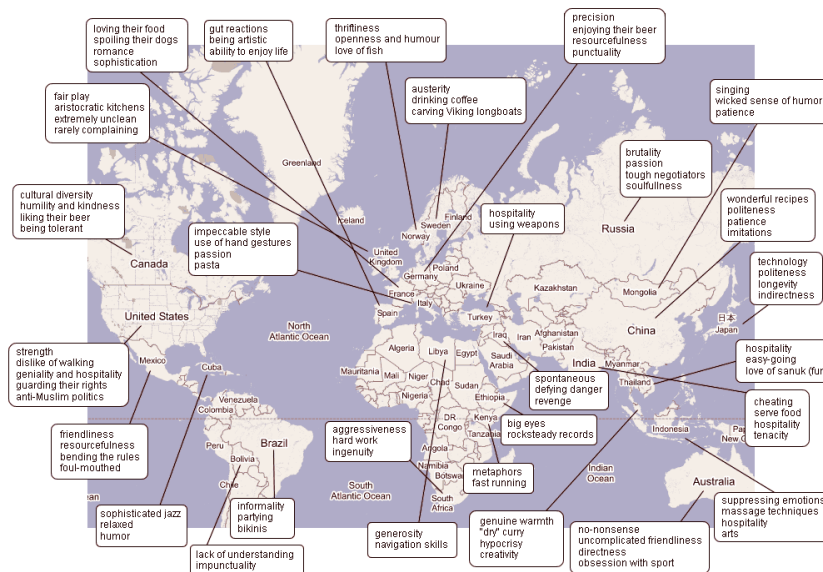 loving their food
spoiling their dogs
romance
sophistication
gut reactions
being artistic
ability to enjoy life
thriftiness
openness and humour
love of fish
precision
enjoying their beer
resourcefulness
punctuality
fair play
aristocratic kitchens
extremely unclean
rarely complaining
austerity
drinking coffee
carving Viking longboats
singing
wicked sense of humor
patience
brutality
passion
tough negotiators
soulfulness
cultural diversity
humility and kindness
liking their beer
being tolerant
impeccable style
use of hand gestures
passion
pasta
hospitality
using weapons
wonderful recipes
politeness
patience
imitations
technology
politeness
longevity
indirectness
Greenland
Iceland
Norway
Sweden
Finland
Russia
Canada
United
Kingdom
Poland
Germany
Ukraine
France
Italy
Spain
Turkey
Kazakhstan
Mongolia
China
日本
Japan
United States
North
Atlantic Ocean
Iraq
Iran
Afghanistan
Pakistan
Algeria
Libya
Egypt
Saudi
Arabia
India
Myanmar
Thailand
Mexico
Cuba
Mauritania
Mali
Niger
Chad
Sudan
Nigeria
Ethiopia
Venezuela
Colombia
DR
Congo
Kenya
Tanzania
Indonesia
Papua
New G
Peru
Brazil
Bolivia
Angola
Namibia
Botswa
Chile
South
Atlantic Ocean
South
Africa
Indian
Ocean
Australia
ean
strength
dislike of walking
geniality and hospitality
guarding their rights
anti-Muslim politics
spontaneous
defying danger
revenge
hospitality
easy-going
love of sanuk (fun
cheating
serve food
hospitality
tenacity
friendliness
resourcefulness
bending the rules
foul-mouthed
aggressiveness
hard work
ingenuity
big eyes
rocksteady records
metaphors
fast running
sophisticated jazz
relaxed
humor
informality
partying
bikinis
lack of understanding
impunctuality
generosity
navigation skills
genuine warmth
"dry" curry
hypocrisy
creativity
no-nonsense
uncomplicated friendliness
directness
obsession with sport
suppressing emotions
massage techniques
hospitality
arts